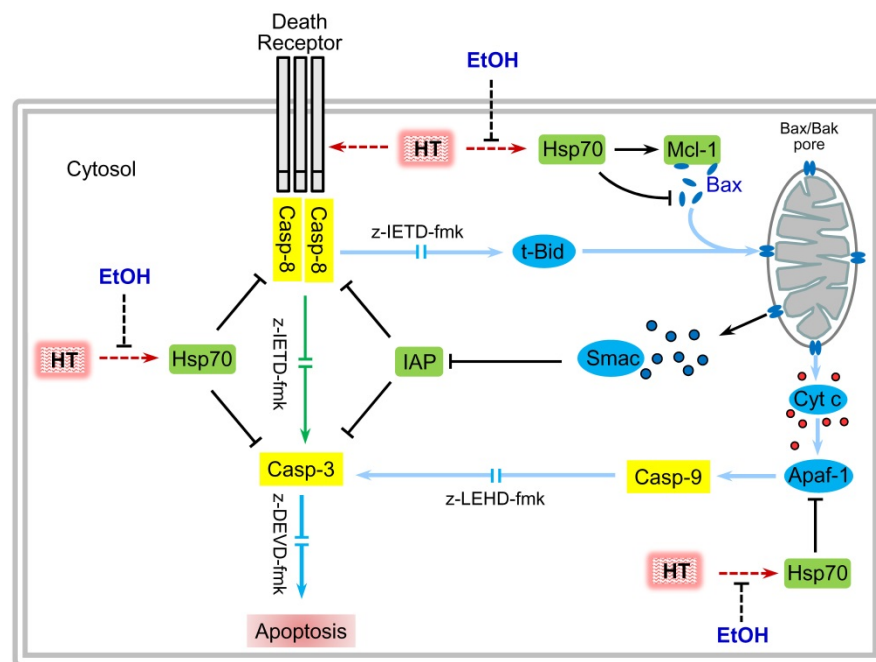 Death
Receptor
EtOH
HT
Hsp70
Mcl-1
Bax/Bak
pore
Cytosol
Bax
Casp-8
Casp-8
z-IETD-fmk
t-Bid
EtOH
HT
Hsp70
z-IETD-fmk
IAP
Smac
Cyt c
Casp-3
z-LEHD-fmk
Casp-9
Apaf-1
z-DEVD-fmk
HT
Hsp70
EtOH
Apoptosis